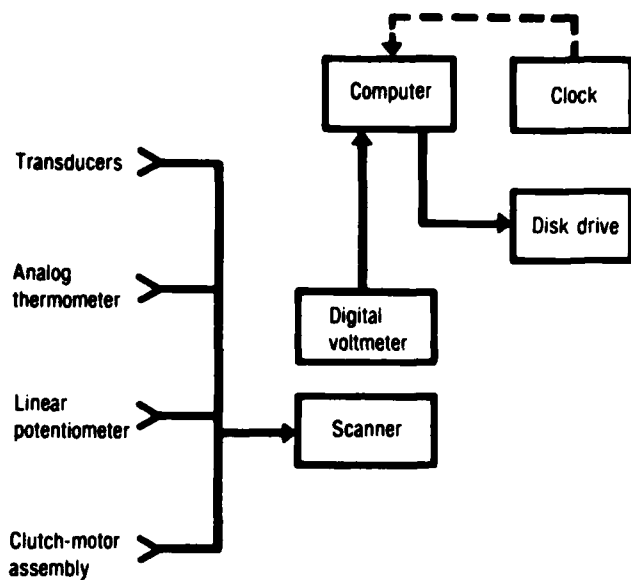 Computer
Clock
Transducers
Disk drive
Analog
thermometer
Digital
voltmeter
Linear
potentiometer
Scanner
Clutch-motor
assembly